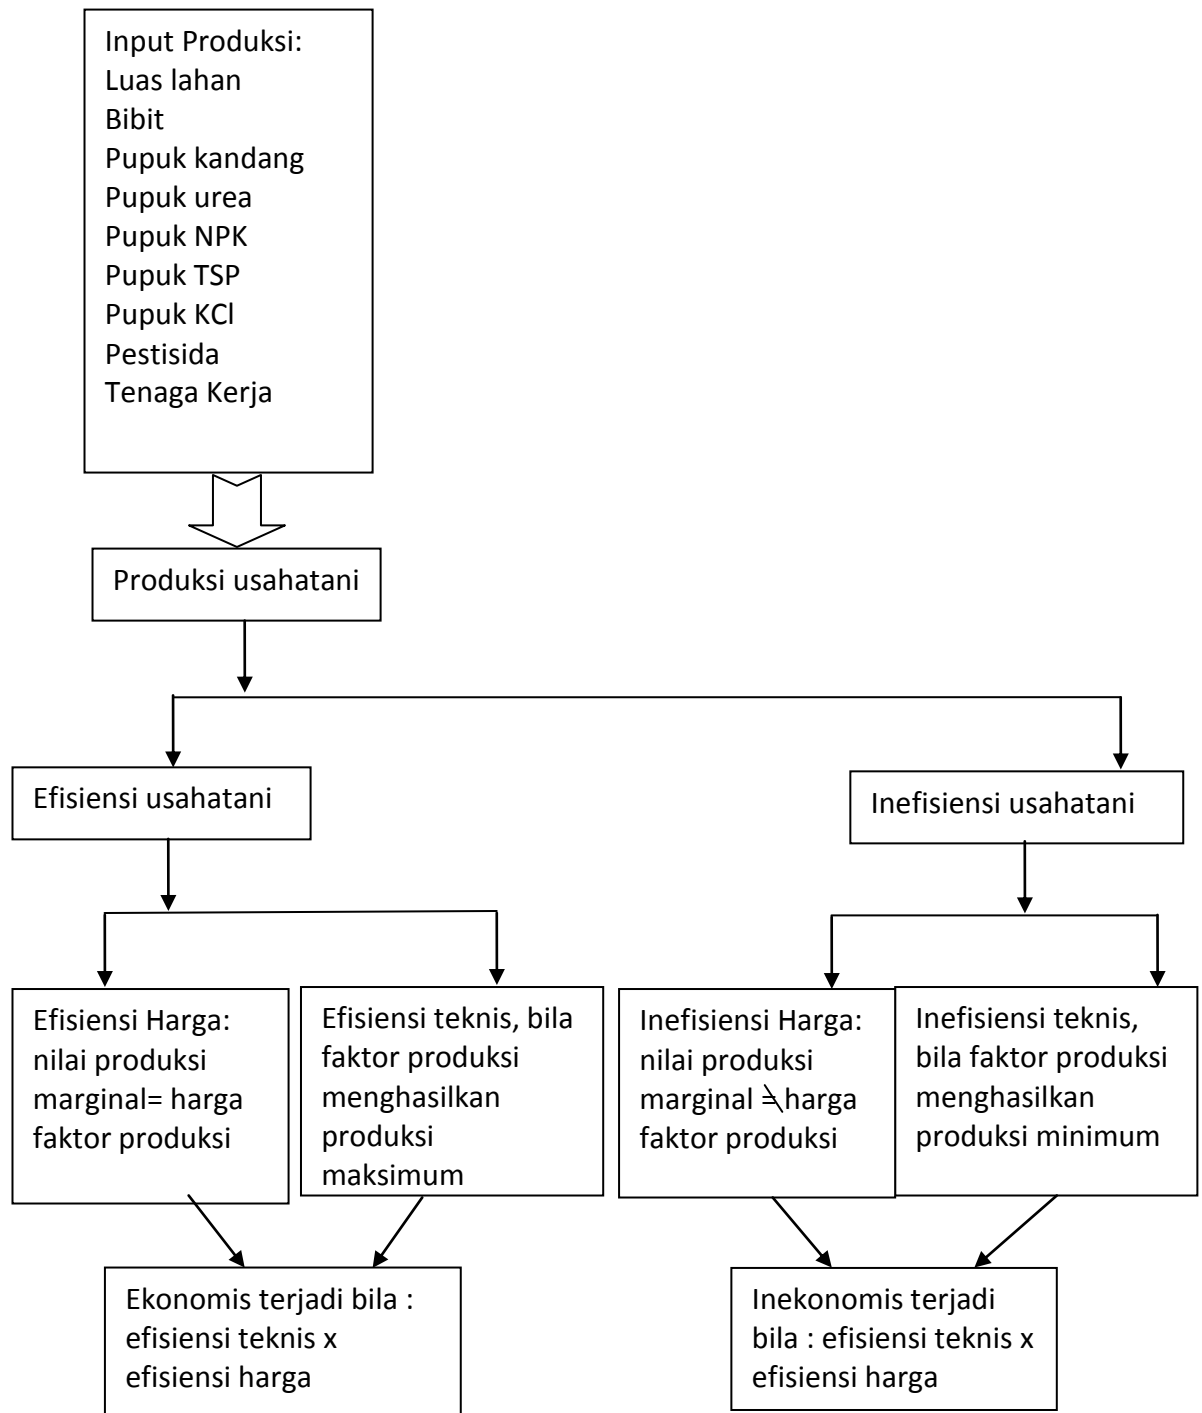 Input Produksi:
Luas lahan
Bibit
Pupuk kandang
Pupuk urea
Pupuk NPK
Pupuk TSP
Pupuk KCl
Pestisida
Tenaga Kerja
Produksi usahatani
Efisiensi usahatani
Inefisiensi usahatani
Efisiensi Harga:
nilai produksi
marginal= harga
faktor produksi
Efisiensi teknis, bila
faktor produksi
menghasilkan
produksi
maksimum
Inefisiensi Harga:
nilai produksi
marginal ≠ harga
faktor produksi
Inefisiensi teknis,
bila faktor produksi
menghasilkan
produksi minimum
Ekonomis terjadi bila :
efisiensi teknis x
efisiensi harga
Inekonomis terjadi
bila : efisiensi teknis x
efisiensi harga